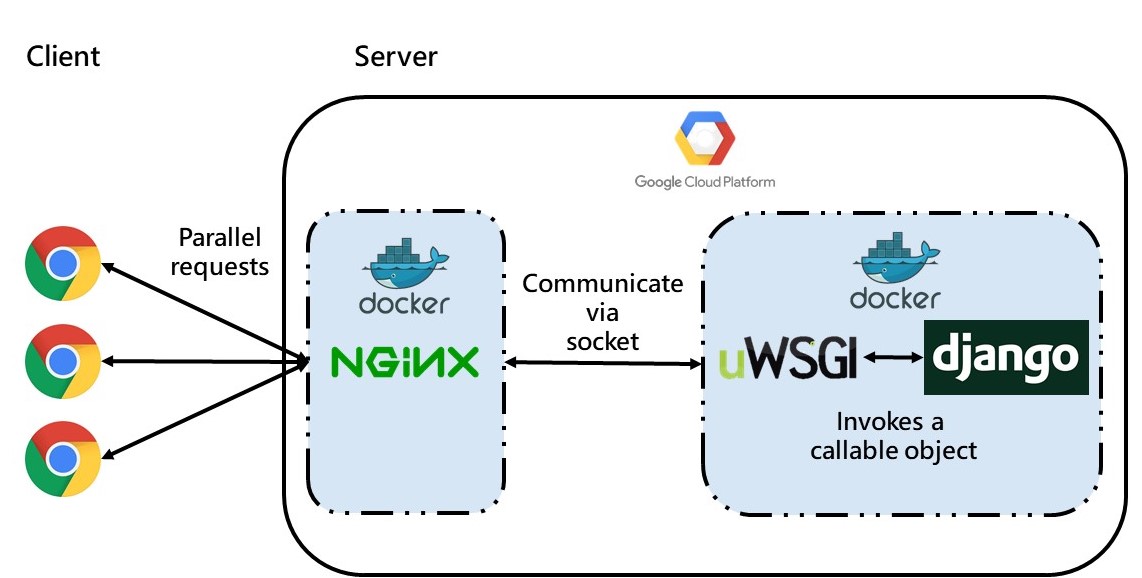 Client
Server
Google Cloud Platform
Parallel
requests
docker
NGINX
Communicate
via
socket
docker
uWSGI
django
Invokes a
callable object